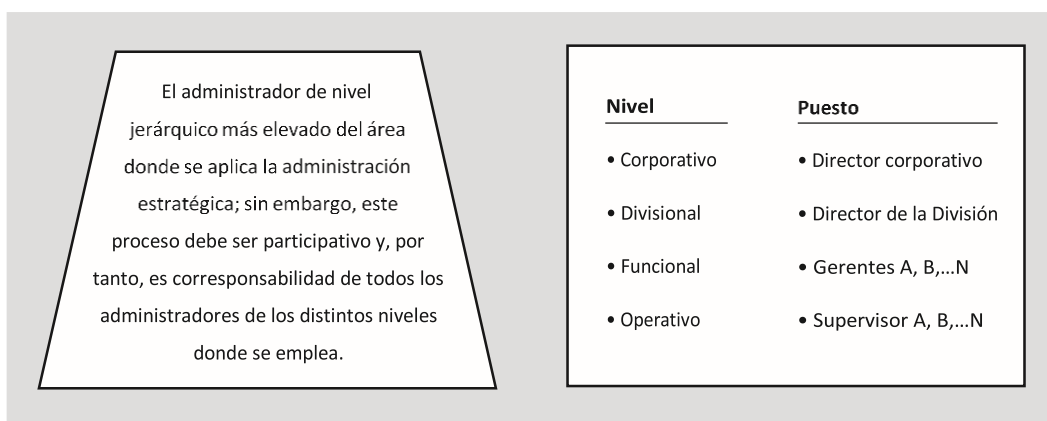 El administrador de nivel
jerárquico más elevado del área
donde se aplica la administración
estratégica; sin embargo, este
proceso debe ser participativo y, por
tanto, es corresponsabilidad de todos los
administradores de los distintos niveles
donde se emplea.
Nivel Puesto
• Corporativo • Director corporativo
• Divisional • Director de la División
• Funcional • Gerentes A, B,...N
• Operativo • Supervisor A, B,...N